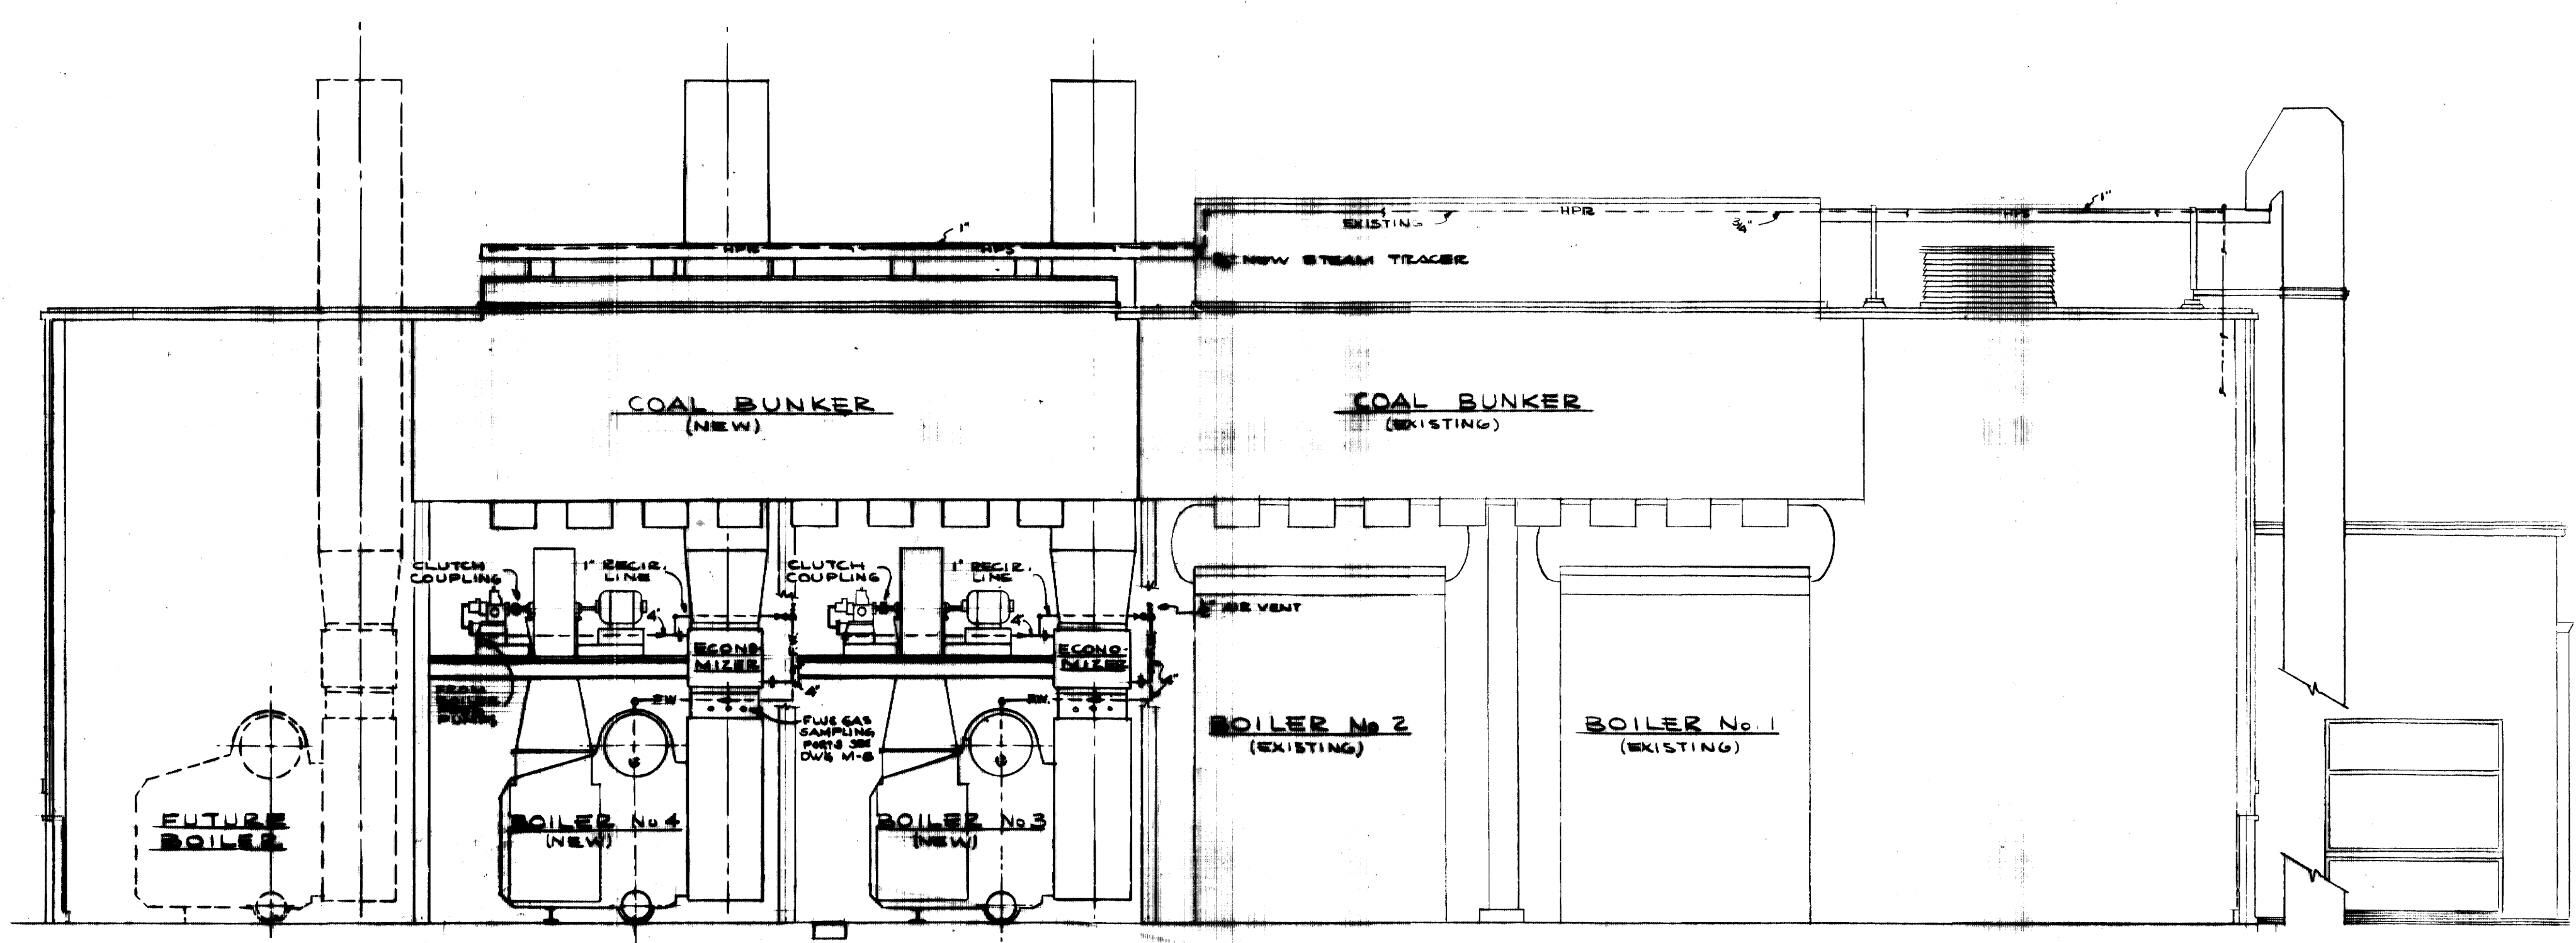 1"
EXISTING
HPR
3/4"
HPS
1"
HPR
HPS
NEW STEAM TRACER
COAL BUNKER
(NEW)
COAL BUNKER
(EXISTING)
CLUTCH
COUPLING
1" RECIR.
LINE
4"
CLUTCH
COUPLING
1" RECIR.
LINE
4"
AIR VENT
ECONO-
MIZER
ECONO-
MIZER
FROM
BOILER
FEED
PUMPS
4"
4"
FLUE GAS
SAMPLING
PORTS SEE
DWG M-8
BOILER No 2
(EXISTING)
BOILER No. 1
(EXISTING)
FUTURE
BOILER
BOILER No 4
(NEW)
BOILER No 3
(NEW)